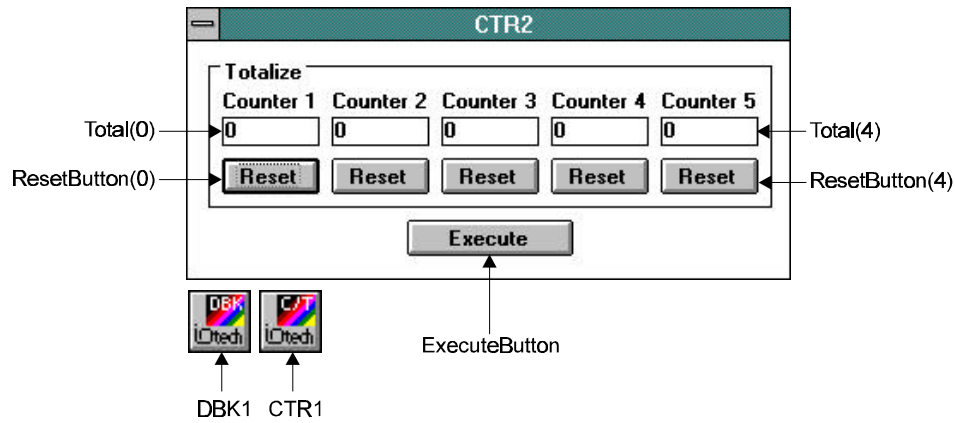 CTR2
Totalize
Counter 1 Counter 2 Counter 3 Counter 4 Counter 5
Total(0) 0 0 0 0 0 Total(4)
ResetButton(0) Reset Reset Reset Reset Reset ResetButton(4)
Execute
DBK C/T
iOtech iOtech
ExecuteButton
DBK1 CTR1